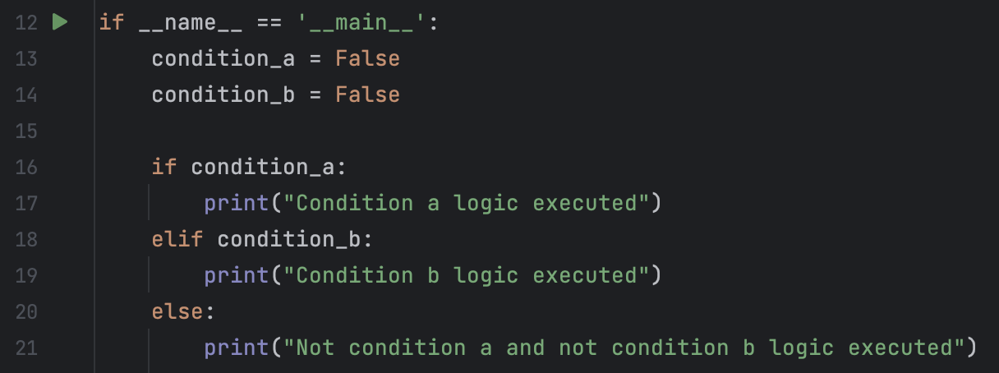 12 if __name__ == '__main__':
13     condition_a = False
14     condition_b = False
15
16     if condition_a:
17         print("Condition a logic executed")
18     elif condition_b:
19         print("Condition b logic executed")
20     else:
21         print("Not condition a and not condition b logic executed")